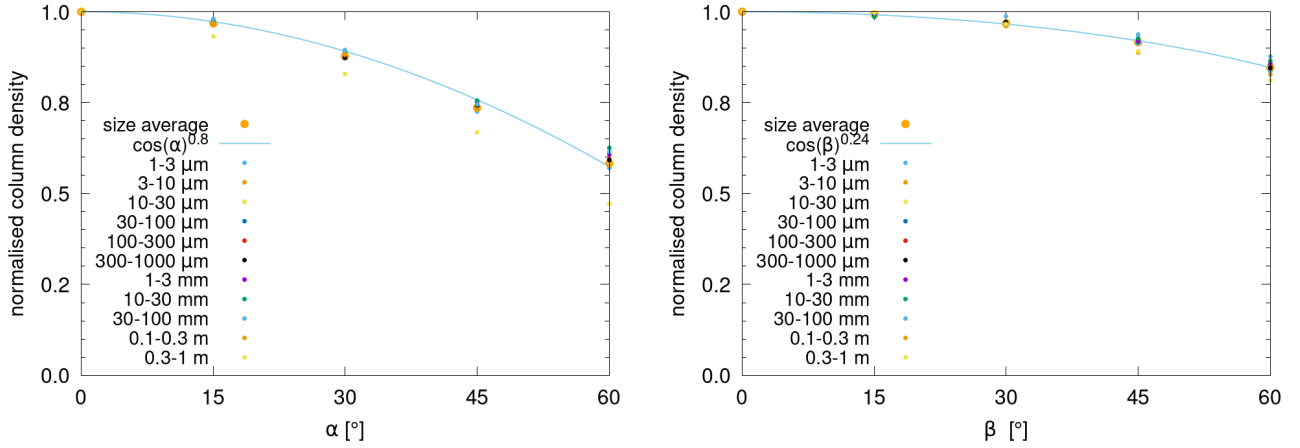 normalised column density
1.0
0.8
0.5
0.2
0.0
size average
cos(α)^0.8
1-3 µm
3-10 µm
10-30 µm
30-100 µm
100-300 µm
300-1000 µm
1-3 mm
10-30 mm
30-100 mm
0.1-0.3 m
0.3-1 m
0 15 30 45 60
α [°]
normalised column density
1.0
0.8
0.5
0.2
0.0
size average
cos(β)^0.24
1-3 µm
3-10 µm
10-30 µm
30-100 µm
100-300 µm
300-1000 µm
1-3 mm
10-30 mm
30-100 mm
0.1-0.3 m
0.3-1 m
0 15 30 45 60
β [°]